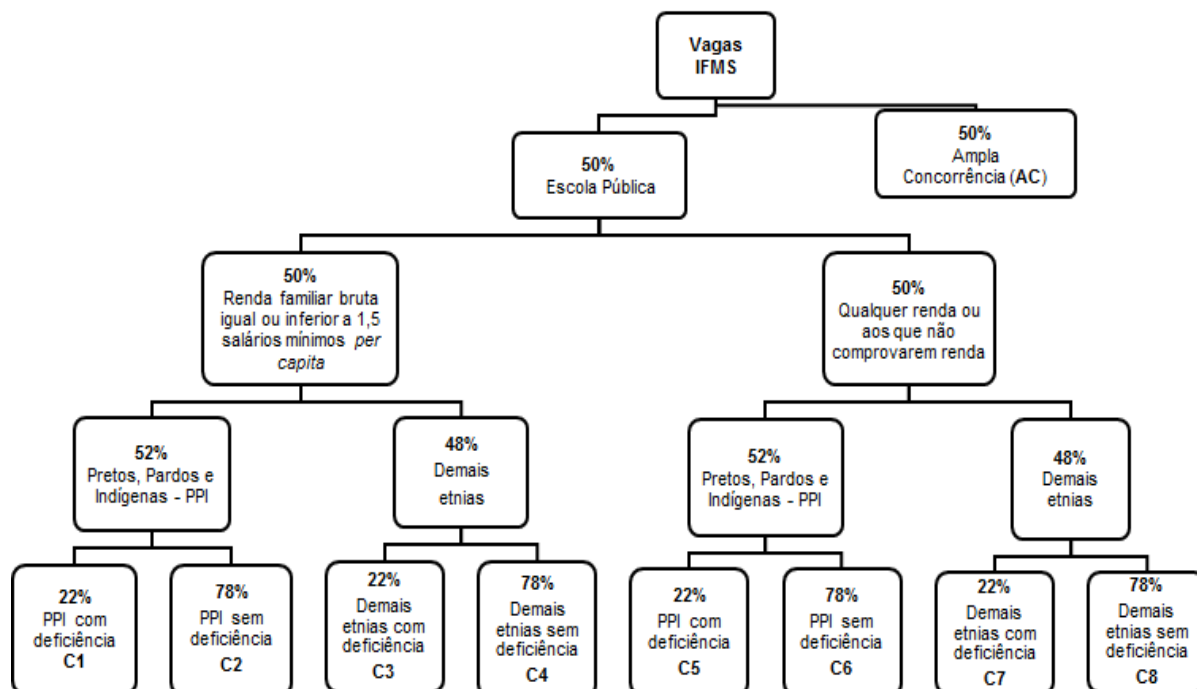 Vagas
IFMS
50%
Ampla
Concorrência (AC)
50%
Escola Pública
50%
Renda familiar bruta
igual ou inferior a 1,5
salários mínimos per
capita
50%
Qualquer renda ou
aos que não
comprovarem renda
52%
Pretos, Pardos e
Indígenas - PPI
48%
Demais
etnias
52%
Pretos, Pardos e
Indígenas - PPI
48%
Demais
etnias
22%
PPI com
deficiência
C1
78%
PPI sem
deficiência
C2
22%
Demais
etnias com
deficiência
C3
78%
Demais
etnias sem
deficiência
C4
22%
PPI com
deficiência
C5
78%
PPI sem
deficiência
C6
22%
Demais
etnias com
deficiência
C7
78%
Demais
etnias sem
deficiência
C8